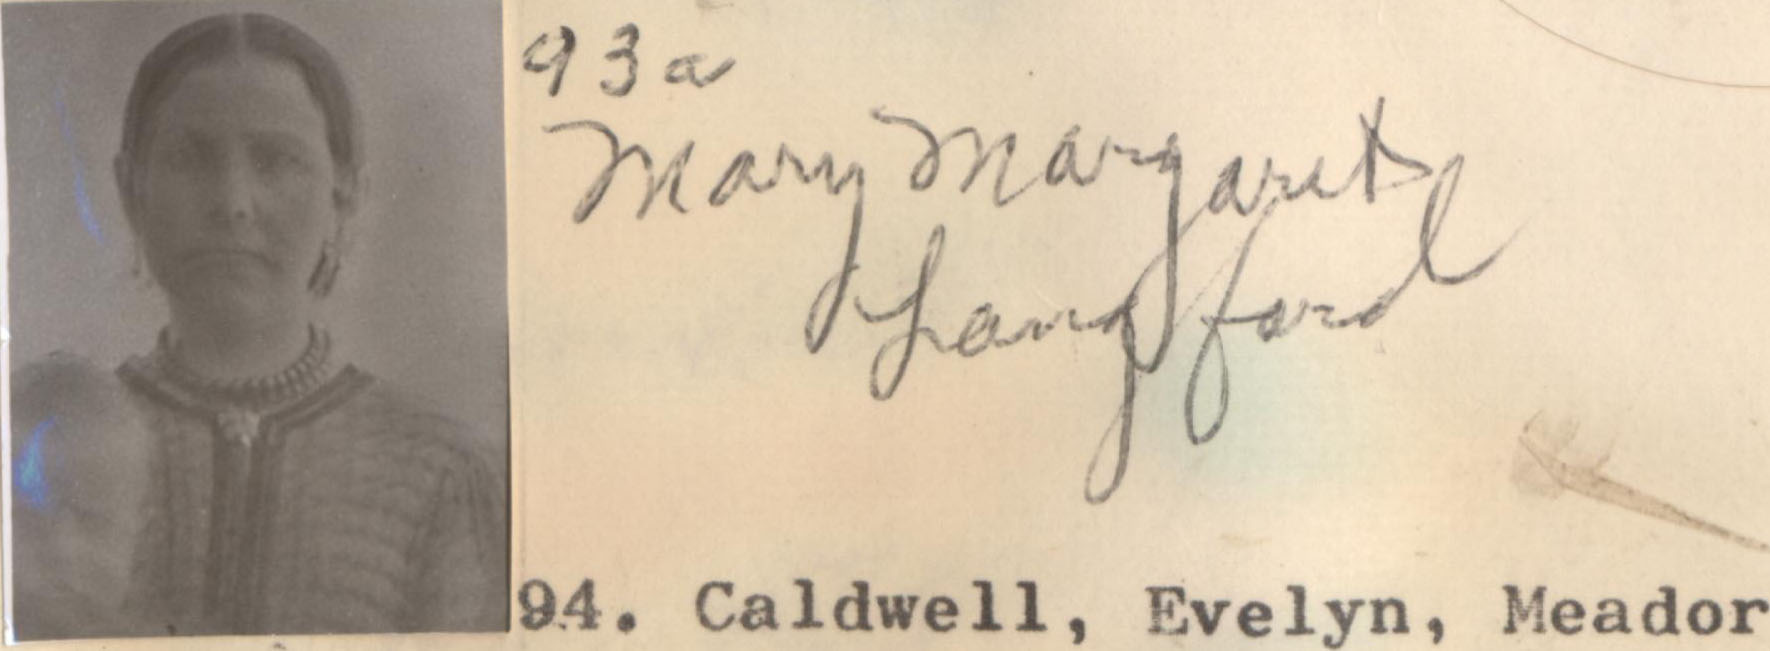 93a
Mary Margaret
Langford
94. Caldwell, Evelyn, Meador